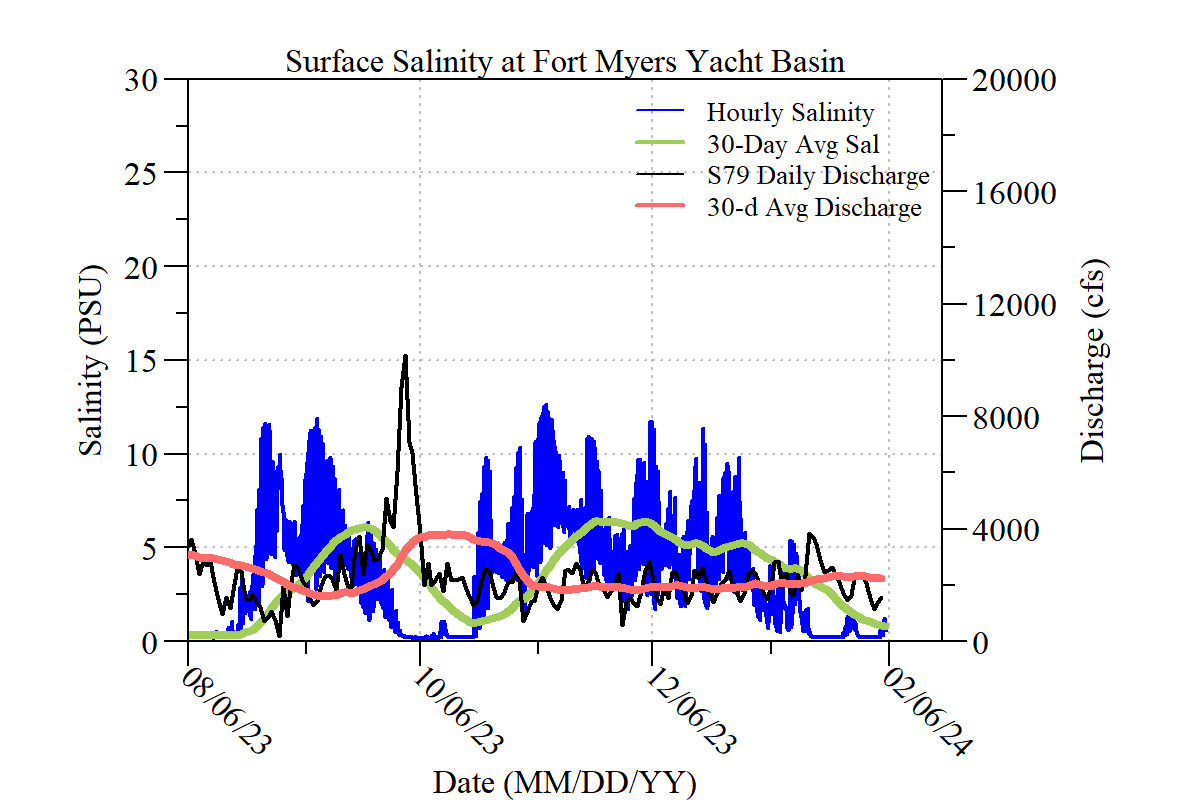 Surface Salinity at Fort Myers Yacht Basin
30
25
20
15
10
5
0
Salinity (PSU)
Hourly Salinity
30-Day Avg Sal
S79 Daily Discharge
30-d Avg Discharge
20000
16000
12000
8000
4000
0
Discharge (cfs)
08/06/23
10/06/23
12/06/23
02/06/24
Date (MM/DD/YY)